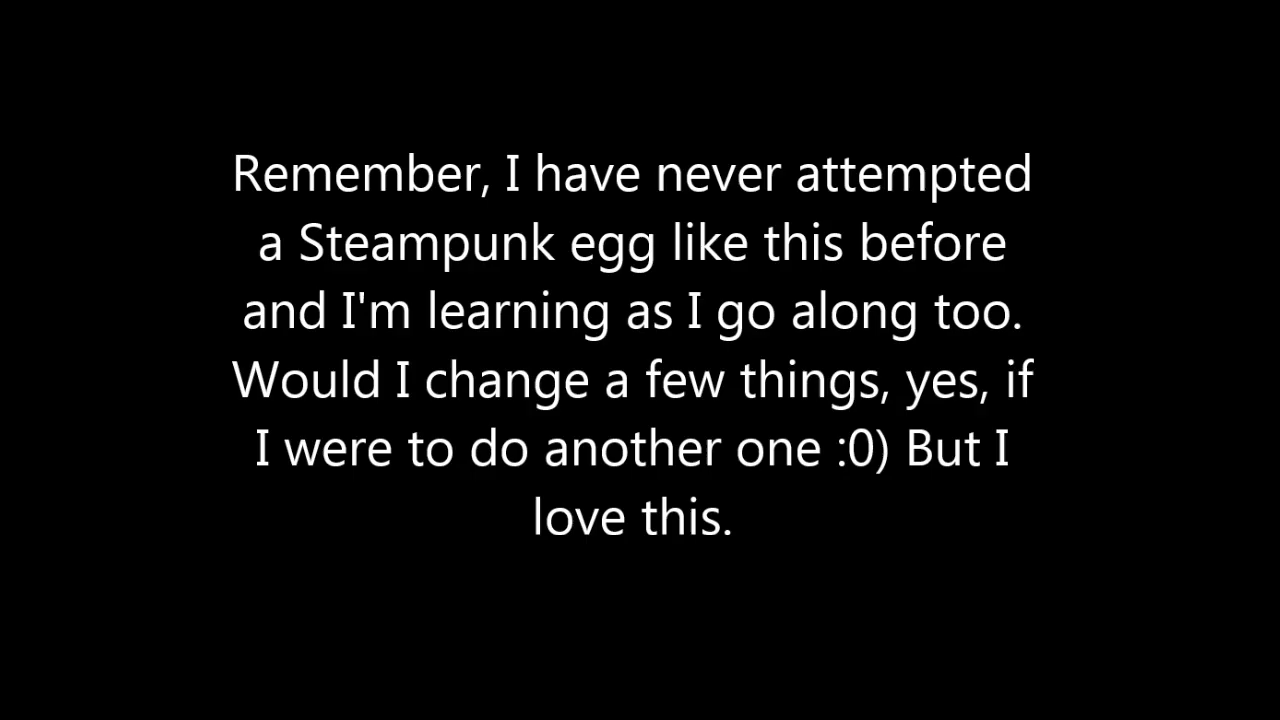 Remember, I have never attempted
a Steampunk egg like this before
and I'm learning as I go along too.
Would I change a few things, yes, if
I were to do another one :0) But I
love this.